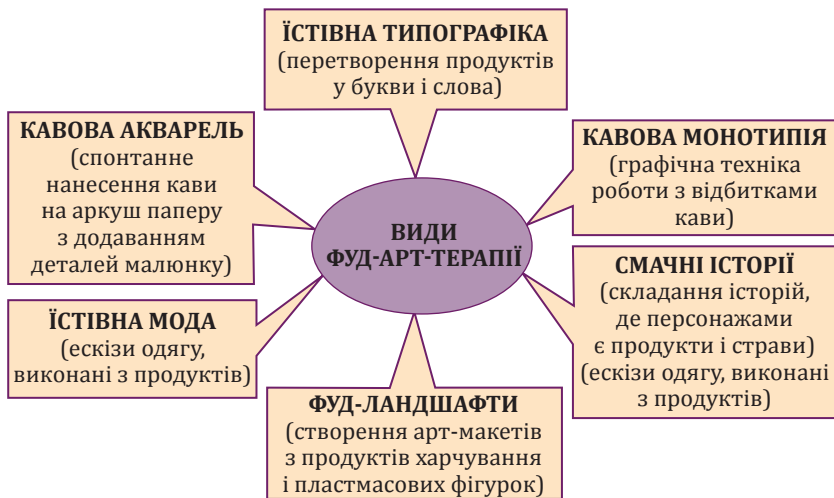 ЇСТІВНА ТИПОГРАФІКА
(перетворення продуктів
у букви і слова)
КАВОВА АКВАРЕЛЬ
(спонтанне
нанесення кави
на аркуш паперу
з додаванням
деталей малюнку)
КАВОВА МОНОТИПІЯ
(графічна техніка
роботи з відбитками
кави)
ВИДИ
ФУД-АРТ-ТЕРАПІЇ
ЇСТІВНА МОДА
(ескізи одягу,
виконані з продуктів)
СМАЧНІ ІСТОРІЇ
(складання історій,
де персонажами
є продукти і страви)
(ескізи одягу, виконані
з продуктів)
ФУД-ЛАНДШАФТИ
(створення арт-макетів
з продуктів харчування
і пластмасових фігурок)